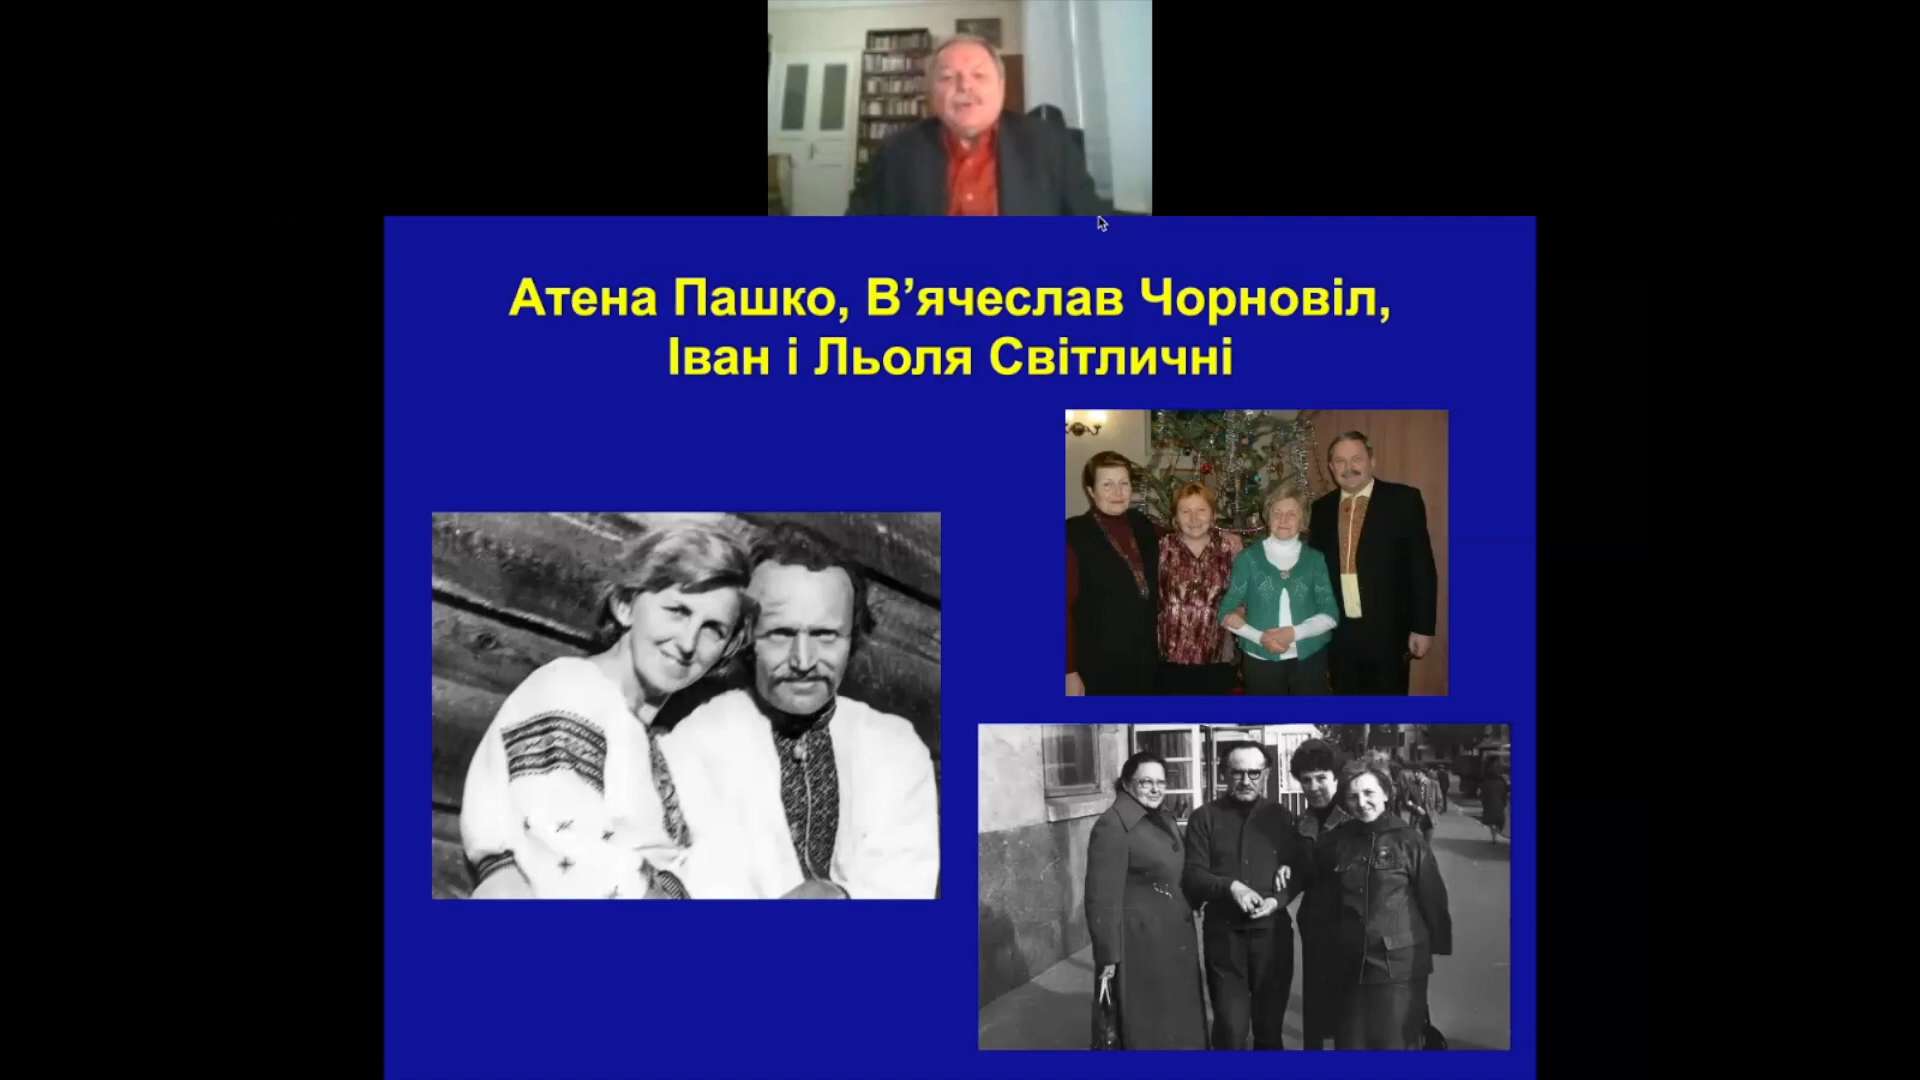 Атена Пашко, В’ячеслав Чорновіл,
Іван і Льоля Світличні